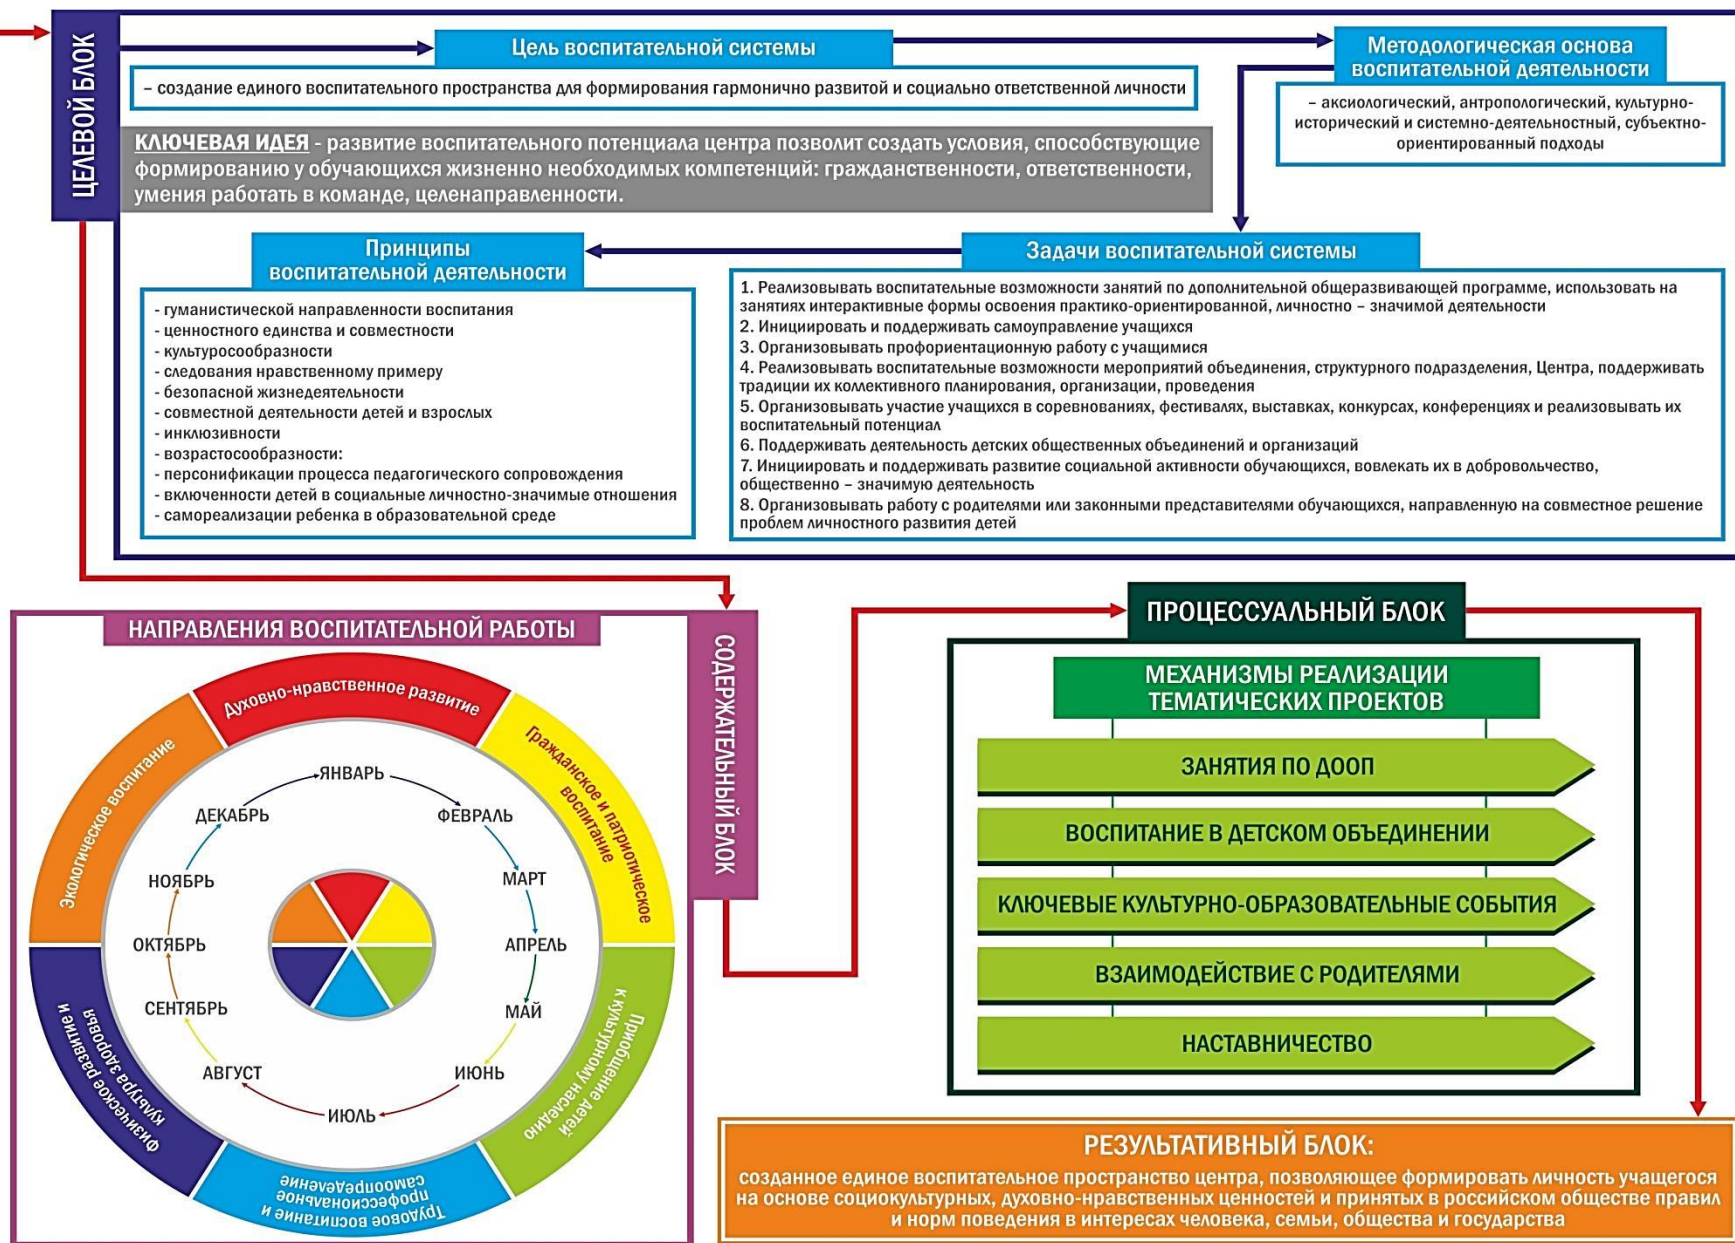 ЦЕЛЕВОЙ БЛОК
Цель воспитательной системы
– создание единого воспитательного пространства для формирования гармонично развитой и социально ответственной личности
Методологическая основа
воспитательной деятельности
– аксиологический, антропологический, культурно-
исторический и системно-деятельностный, субъектно-
ориентированный подходы
КЛЮЧЕВАЯ ИДЕЯ - развитие воспитательного потенциала центра позволит создать условия, способствующие
формированию у обучающихся жизненно необходимых компетенций: гражданственности, ответственности,
умения работать в команде, целенаправленности.
Принципы
воспитательной деятельности
- гуманистической направленности воспитания
- ценностного единства и совместности
- культуросообразности
- следования нравственному примеру
- безопасной жизнедеятельности
- совместной деятельности детей и взрослых
- инклюзивности
- возрастосообразности:
- персонификации процесса педагогического сопровождения
- включенности детей в социальные личностно-значимые отношения
- самореализации ребенка в образовательной среде
Задачи воспитательной системы
1. Реализовывать воспитательные возможности занятий по дополнительной общеразвивающей программе, использовать на
занятиях интерактивные формы освоения практико-ориентированной, личностно – значимой деятельности
2. Инициировать и поддерживать самоуправление учащихся
3. Организовывать профориентационную работу с учащимися
4. Реализовывать воспитательные возможности мероприятий объединения, структурного подразделения, Центра, поддерживать
традиции их коллективного планирования, организации, проведения
5. Организовывать участие учащихся в соревнованиях, фестивалях, выставках, конкурсах, конференциях и реализовывать их
воспитательный потенциал
6. Поддерживать деятельность детских общественных объединений и организаций
7. Инициировать и поддерживать развитие социальной активности обучающихся, вовлекать их в добровольчество,
общественно – значимую деятельность
8. Организовывать работу с родителями или законными представителями обучающихся, направленную на совместное решение
проблем личностного развития детей
СОДЕРЖАТЕЛЬНЫЙ БЛОК
НАПРАВЛЕНИЯ ВОСПИТАТЕЛЬНОЙ РАБОТЫ
Духовно-нравственное развитие
Гражданское и патриотическое
воспитание
Приобщение детей
к культурному наследию
Трудовое воспитание и
профессиональное
самоопределение
Физическое развитие и
культура здоровья
Экологическое воспитание
ЯНВАРЬ
ФЕВРАЛЬ
МАРТ
АПРЕЛЬ
МАЙ
ИЮНЬ
ИЮЛЬ
АВГУСТ
СЕНТЯБРЬ
ОКТЯБРЬ
НОЯБРЬ
ДЕКАБРЬ
ПРОЦЕССУАЛЬНЫЙ БЛОК
МЕХАНИЗМЫ РЕАЛИЗАЦИИ
ТЕМАТИЧЕСКИХ ПРОЕКТОВ
ЗАНЯТИЯ ПО ДООП
ВОСПИТАНИЕ В ДЕТСКОМ ОБЪЕДИНЕНИИ
КЛЮЧЕВЫЕ КУЛЬТУРНО-ОБРАЗОВАТЕЛЬНЫЕ СОБЫТИЯ
ВЗАИМОДЕЙСТВИЕ С РОДИТЕЛЯМИ
НАСТАВНИЧЕСТВО
РЕЗУЛЬТАТИВНЫЙ БЛОК:
созданное единое воспитательное пространство центра, позволяющее формировать личность учащегося
на основе социокультурных, духовно-нравственных ценностей и принятых в российском обществе правил
и норм поведения в интересах человека, семьи, общества и государства